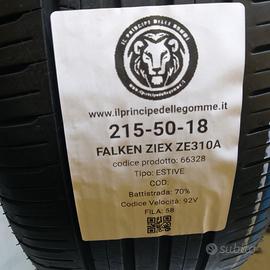 IL PRINCIPE DELLE GOMME
www.ilprincipedellegomme.it
215-50-18
FALKEN ZIEX ZE310A
codice prodotto: 66328
Tipo: ESTIVE
COD.
Battistrada: 70%
Codice Velocità: 92V
FILA: 58
subito